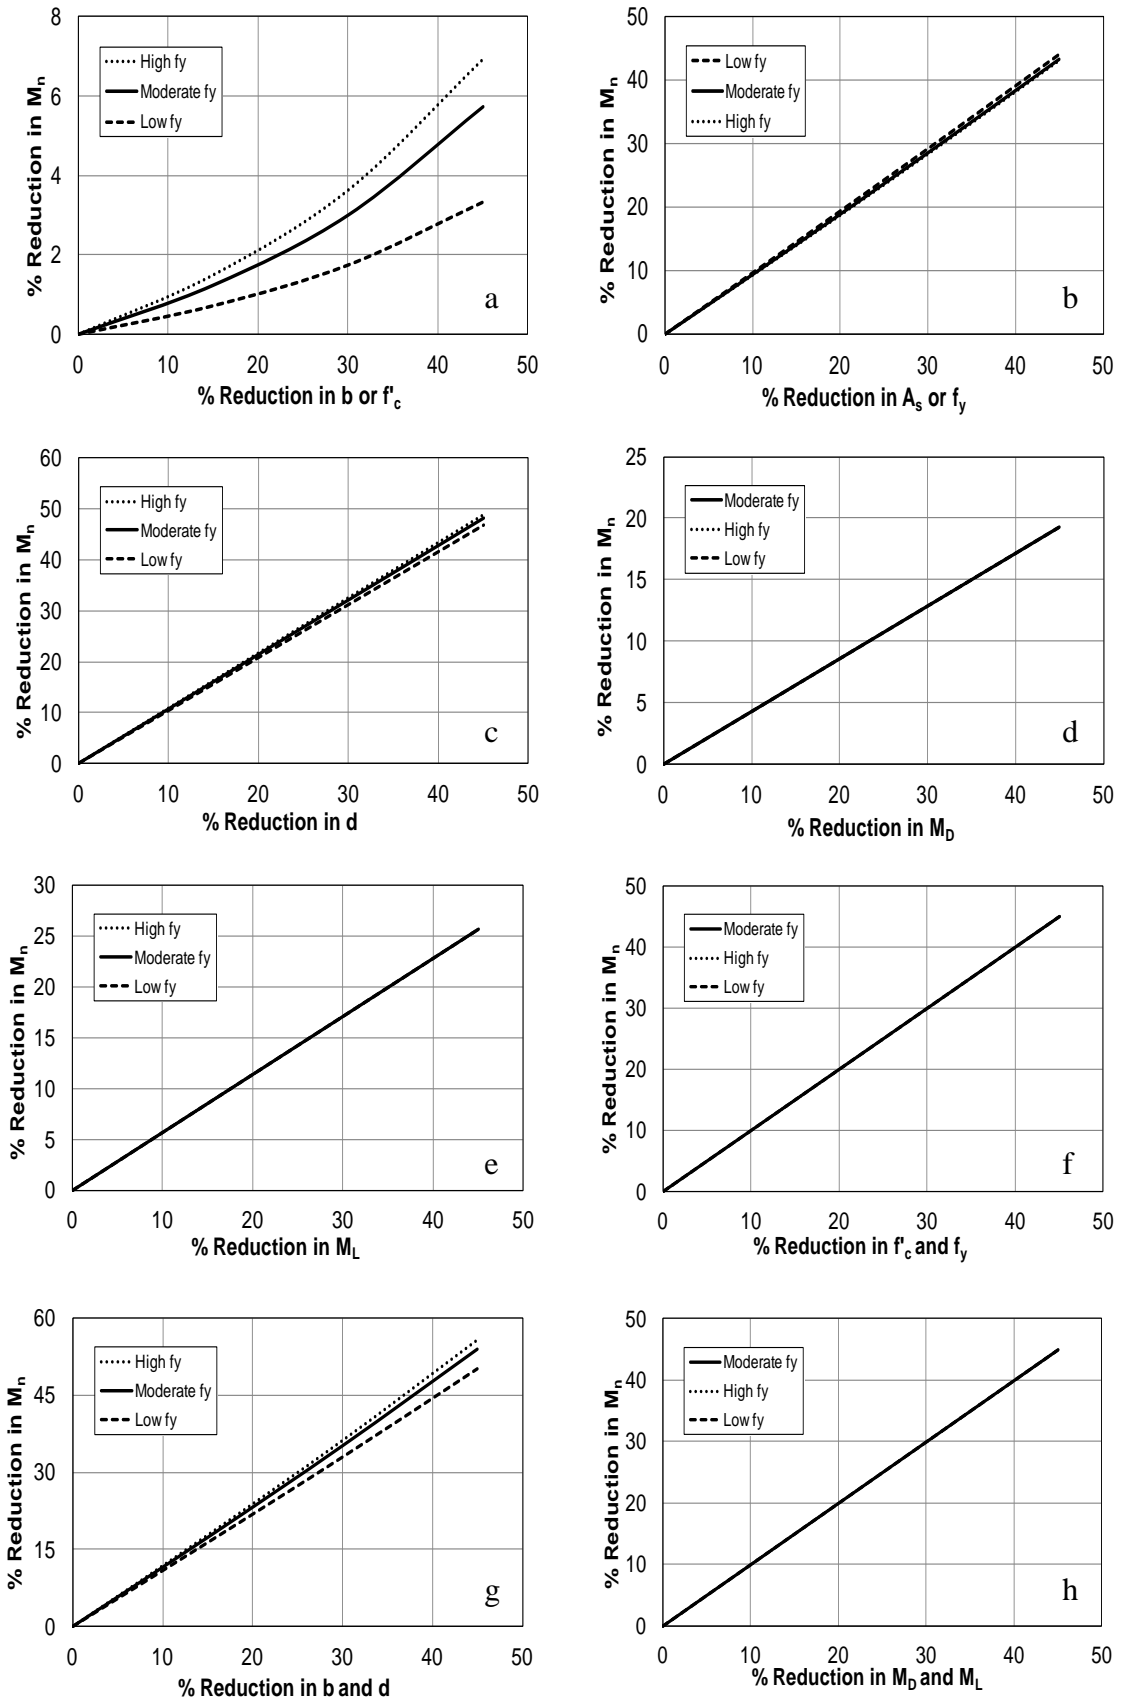 % Reduction in Mn
8
6
4
2
0
High fy
Moderate fy
Low fy
a
0 10 20 30 40 50
% Reduction in b or f'c
% Reduction in Mn
50
40
30
20
10
0
Low fy
Moderate fy
High fy
b
0 10 20 30 40 50
% Reduction in As or fy
% Reduction in Mn
60
50
40
30
20
10
0
High fy
Moderate fy
Low fy
c
0 10 20 30 40 50
% Reduction in d
% Reduction in Mn
25
20
15
10
5
0
Moderate fy
High fy
Low fy
d
0 10 20 30 40 50
% Reduction in MD
% Reduction in Mn
30
25
20
15
10
5
0
High fy
Moderate fy
Low fy
e
0 10 20 30 40 50
% Reduction in ML
% Reduction in Mn
50
40
30
20
10
0
Moderate fy
High fy
Low fy
f
0 10 20 30 40 50
% Reduction in f'c and fy
% Reduction in Mn
60
45
30
15
0
High fy
Moderate fy
Low fy
g
0 10 20 30 40 50
% Reduction in b and d
% Reduction in Mn
50
40
30
20
10
0
Moderate fy
High fy
Low fy
h
0 10 20 30 40 50
% Reduction in MD and ML